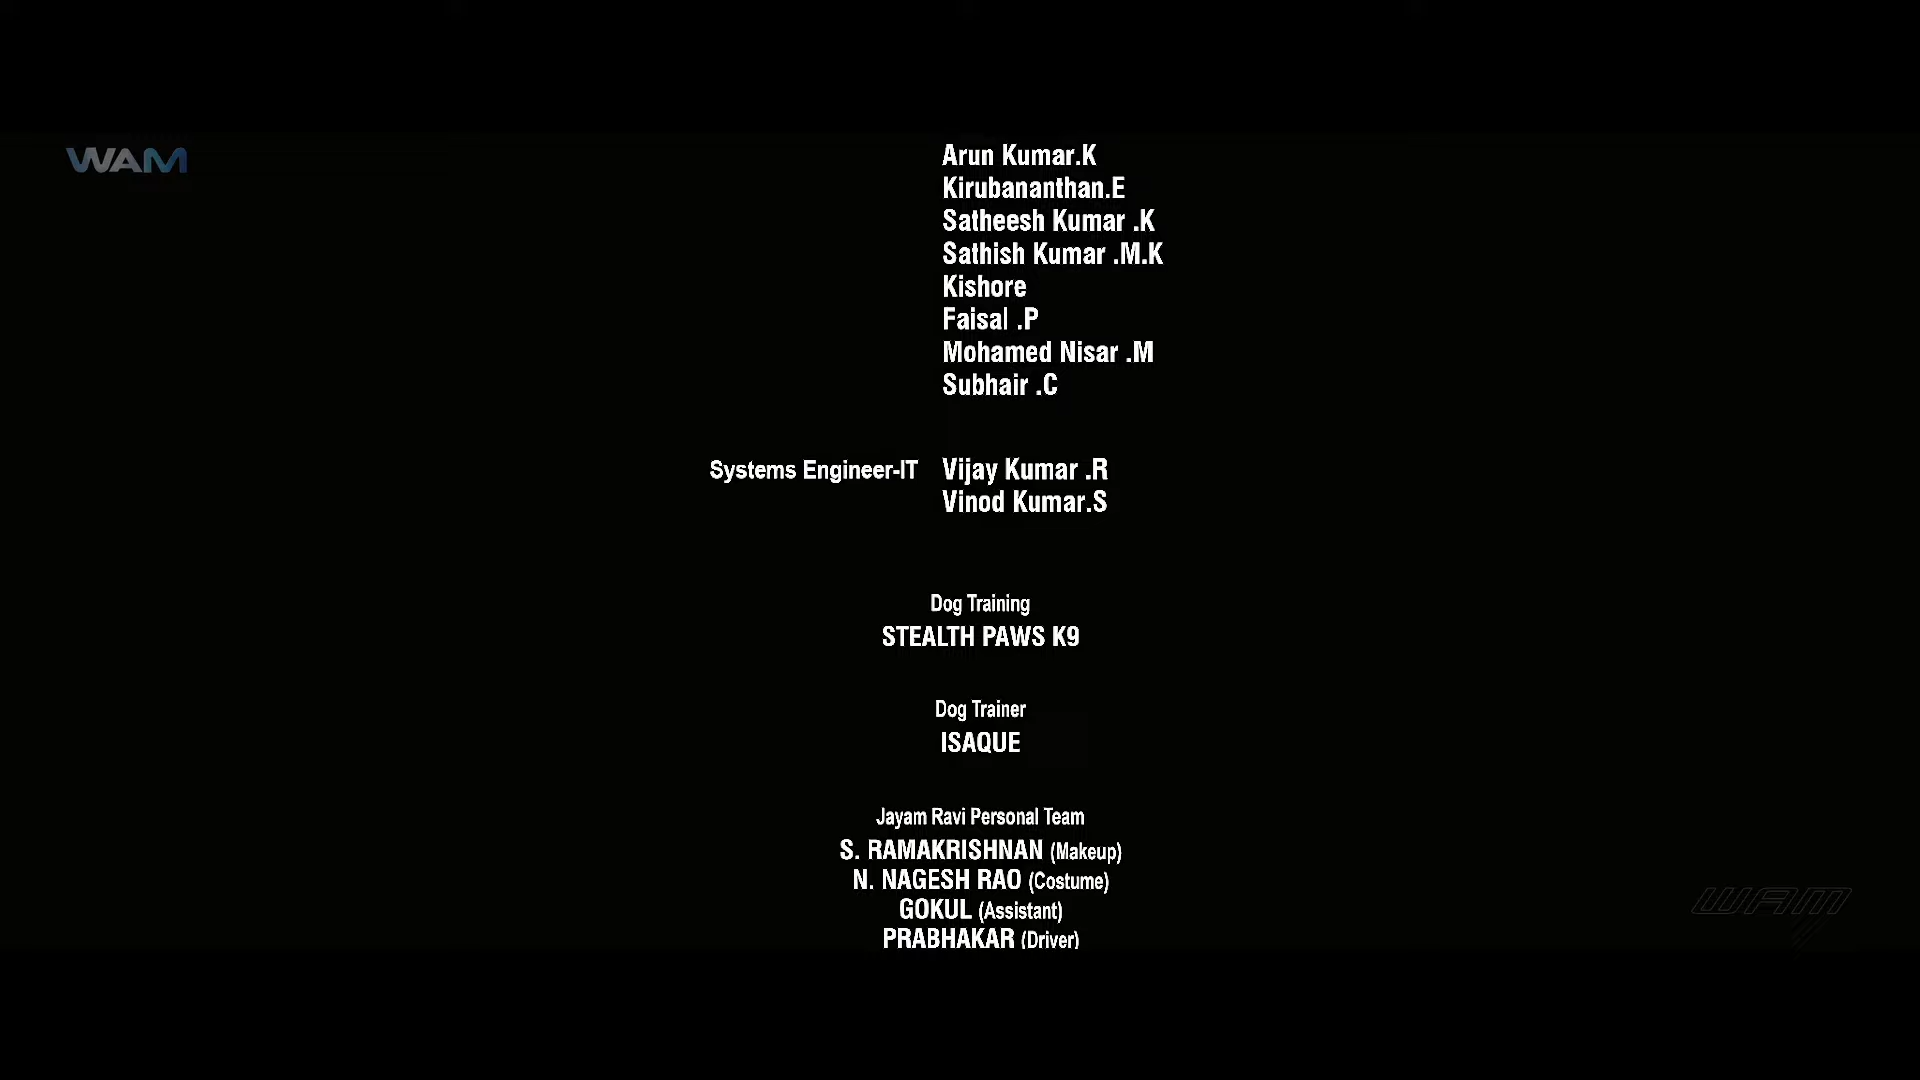 WAM
Arun Kumar.K
Kirubananthan.E
Satheesh Kumar .K
Sathish Kumar .M.K
Kishore
Faisal .P
Mohamed Nisar .M
Subhair .C
Systems Engineer-IT Vijay Kumar .R
Vinod Kumar.S
Dog Training
STEALTH PAWS K9
Dog Trainer
ISAQUE
Jayam Ravi Personal Team
S. RAMAKRISHNAN (Makeup)
N. NAGESH RAO (Costume)
GOKUL (Assistant)
PRABHAKAR (Driver)
WAM